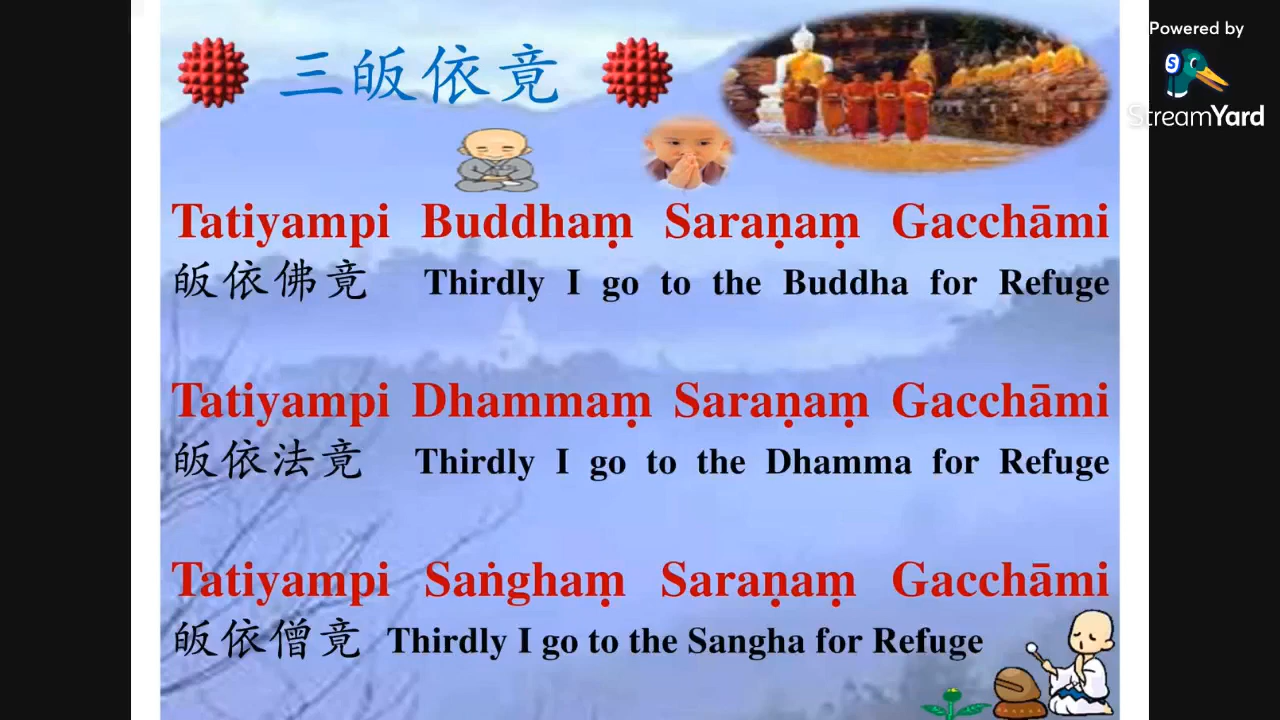 Powered by
StreamYard
三皈依竟
Tatiyampi Buddhaṃ Saraṇaṃ Gacchāmi
皈依佛竟 Thirdly I go to the Buddha for Refuge
Tatiyampi Dhammaṃ Saraṇaṃ Gacchāmi
皈依法竟 Thirdly I go to the Dhamma for Refuge
Tatiyampi Saṅghaṃ Saraṇaṃ Gacchāmi
皈依僧竟 Thirdly I go to the Sangha for Refuge